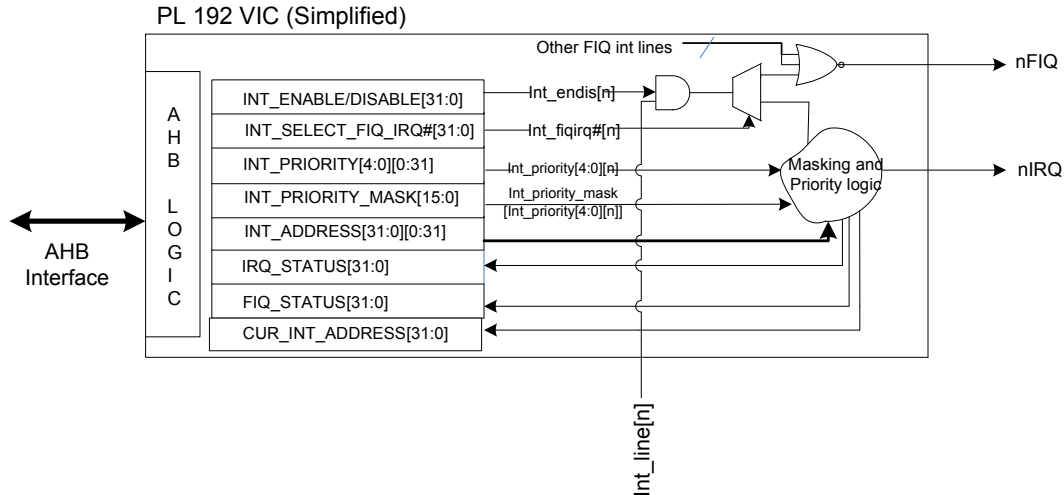 PL 192 VIC (Simplified)
Other FIQ int lines
nFIQ
INT_ENABLE/DISABLE[31:0]
Int_endis[n]
INT_SELECT_FIQ_IRQ#[31:0]
Int_fiqirq#[n]
INT_PRIORITY[4:0][0:31]
Int_priority[4:0][n]
Masking and
Priority logic
nIRQ
INT_PRIORITY_MASK[15:0]
Int_priority_mask
[Int_priority[4:0][n]]
INT_ADDRESS[31:0][0:31]
IRQ_STATUS[31:0]
FIQ_STATUS[31:0]
CUR_INT_ADDRESS[31:0]
AHB LOGIC
AHB
Interface
Int_line[n]